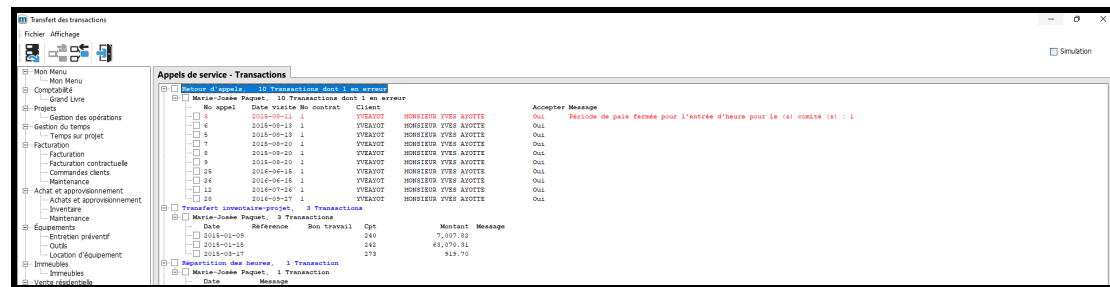 Transfert des transactions
Fichier Affichage
Simulation
Mon Menu
Mon Menu
Comptabilité
Grand Livre
Projets
Gestion des opérations
Gestion du temps
Temps sur projet
Facturation
Facturation
Facturation contractuelle
Commandes clients
Maintenance
Achat et approvisionnement
Achats et approvisionnement
Inventaire
Maintenance
Équipements
Entretien préventif
Outils
Location d'équipement
Immeubles
Immeubles
Vente résidentielle
Appels de service - Transactions
Retour d'appels, 10 Transactions dont 1 en erreur
Marie-Josée Paquet, 10 Transactions dont 1 en erreur
No appel Date visite No contrat Client Accepter Message
3 2015-08-11 1 YVEAYOT MONSIEUR YVES AYOTTE Oui Période de paie fermée pour l'entrée d'heure pour le (s) comité (s) : 1
6 2015-08-13 1 YVEAYOT MONSIEUR YVES AYOTTE Oui
5 2015-08-13 1 YVEAYOT MONSIEUR YVES AYOTTE Oui
7 2015-08-20 1 YVEAYOT MONSIEUR YVES AYOTTE Oui
8 2015-08-20 1 YVEAYOT MONSIEUR YVES AYOTTE Oui
9 2015-08-20 1 YVEAYOT MONSIEUR YVES AYOTTE Oui
25 2016-06-15 1 YVEAYOT MONSIEUR YVES AYOTTE Oui
26 2016-06-15 1 YVEAYOT MONSIEUR YVES AYOTTE Oui
12 2016-07-26 1 YVEAYOT MONSIEUR YVES AYOTTE Oui
28 2016-09-27 1 YVEAYOT MONSIEUR YVES AYOTTE Oui
Transfert inventaire-projet, 3 Transactions
Marie-Josée Paquet, 3 Transactions
Date Référence Bon travail Cpt Montant Message
2015-01-09 240 7,007.82
2015-01-15 242 63,070.31
2015-03-17 273 919.70
Répartition des heures, 1 Transaction
Marie-Josée Paquet, 1 Transaction
Date Message